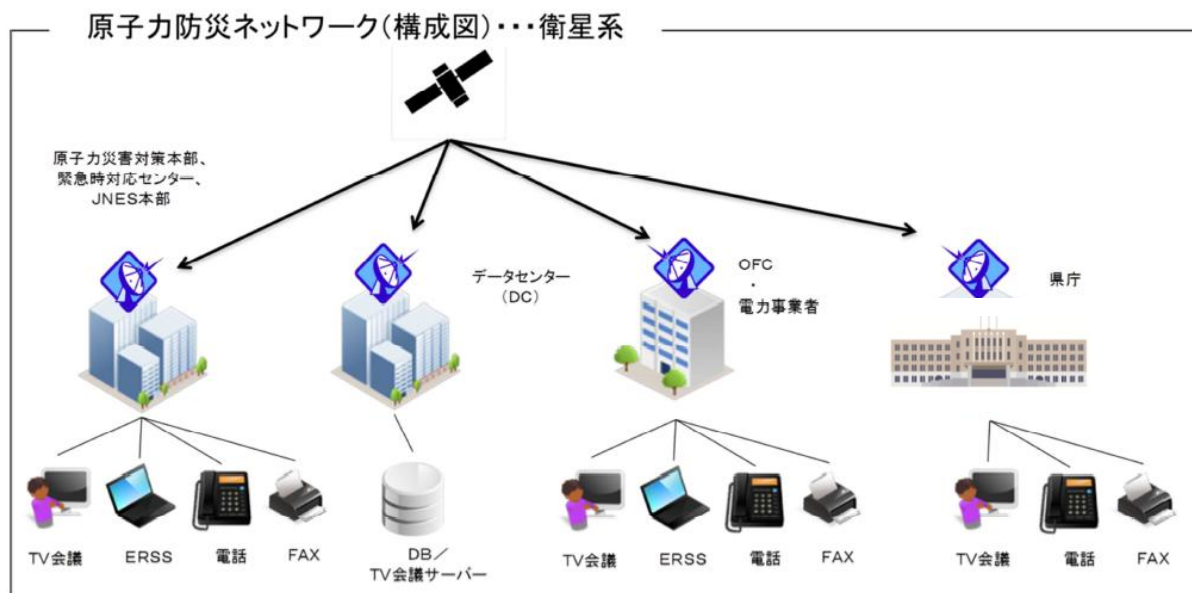 原子力防災ネットワーク(構成図)･･･衛星系
原子力災害対策本部、
緊急時対応センター、
JNES本部
データセンター
(DC)
OFC
・
電力事業者
県庁
TV会議
ERSS
電話
FAX
DB／
TV会議サーバー
TV会議
ERSS
電話
FAX
TV会議
電話
FAX